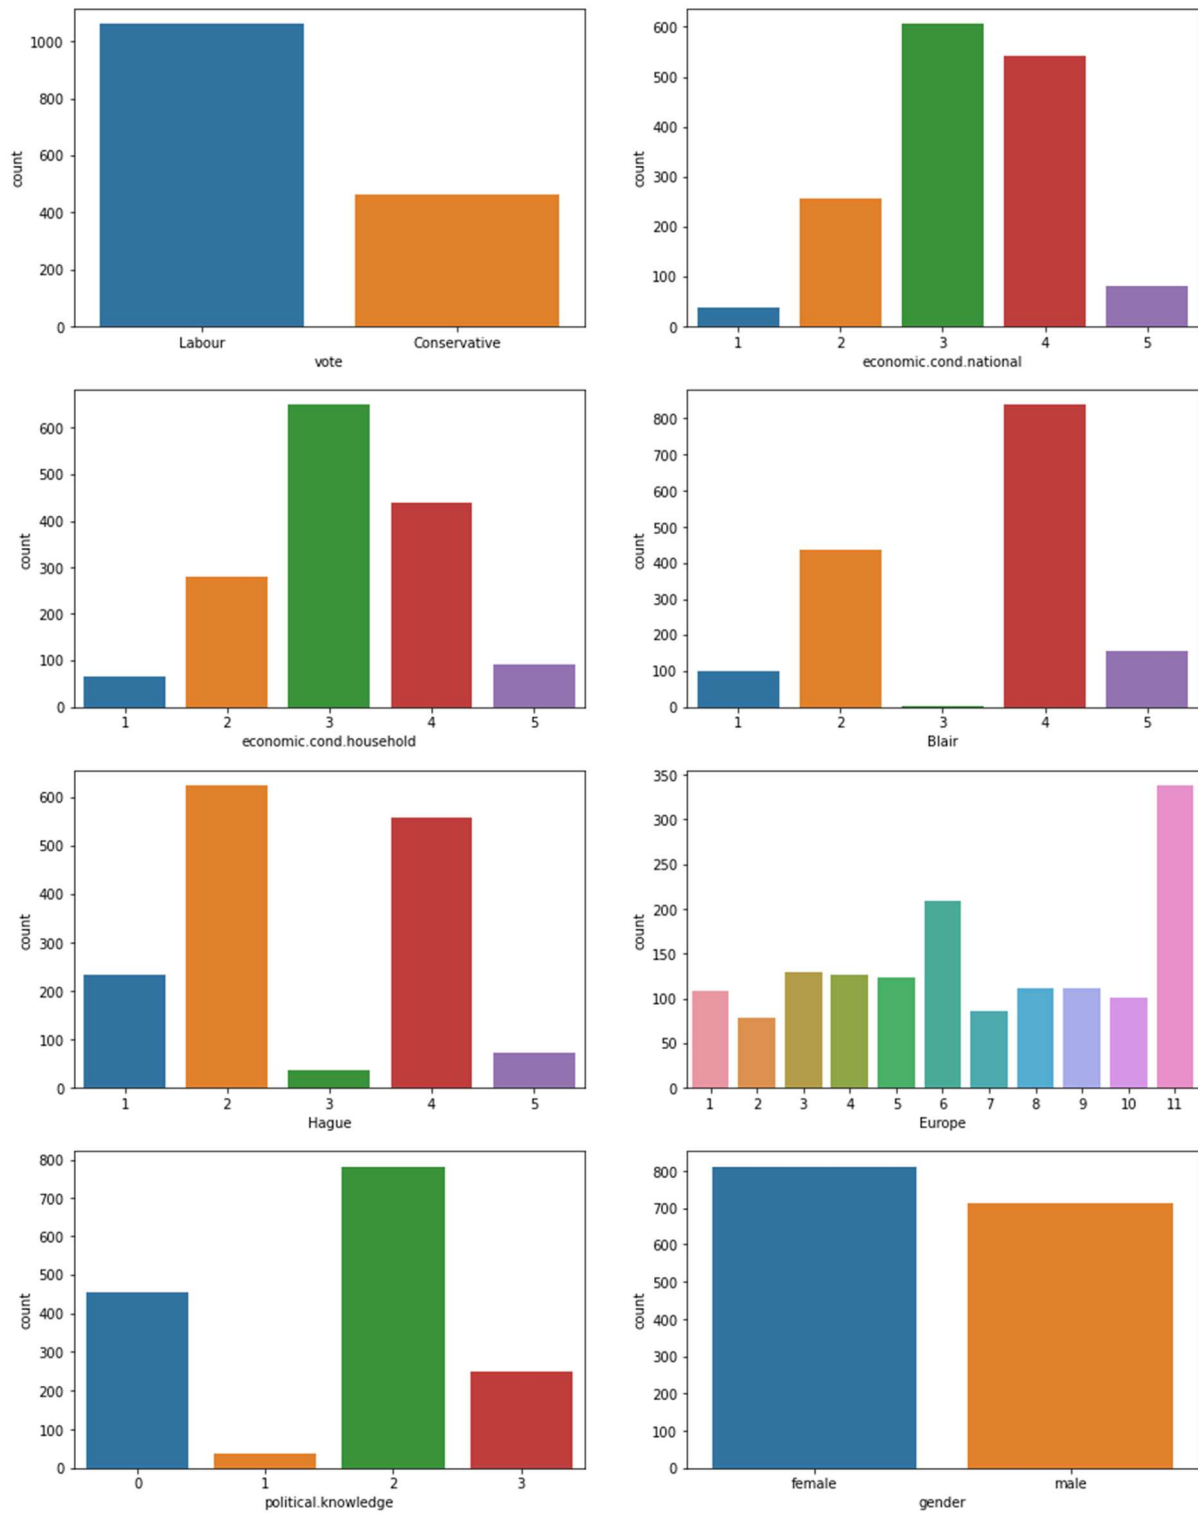 1000
800
600
400
200
0
count
Labour Conservative
vote
600
500
400
300
200
100
0
count
1 2 3 4 5
economic.cond.national
600
500
400
300
200
100
0
count
1 2 3 4 5
economic.cond.household
800
700
600
500
400
300
200
100
0
count
1 2 3 4 5
Blair
600
500
400
300
200
100
0
count
1 2 3 4 5
Hague
350
300
250
200
150
100
50
0
count
1 2 3 4 5 6 7 8 9 10 11
Europe
800
700
600
500
400
300
200
100
0
count
0 1 2 3
political.knowledge
800
700
600
500
400
300
200
100
0
count
female male
gender